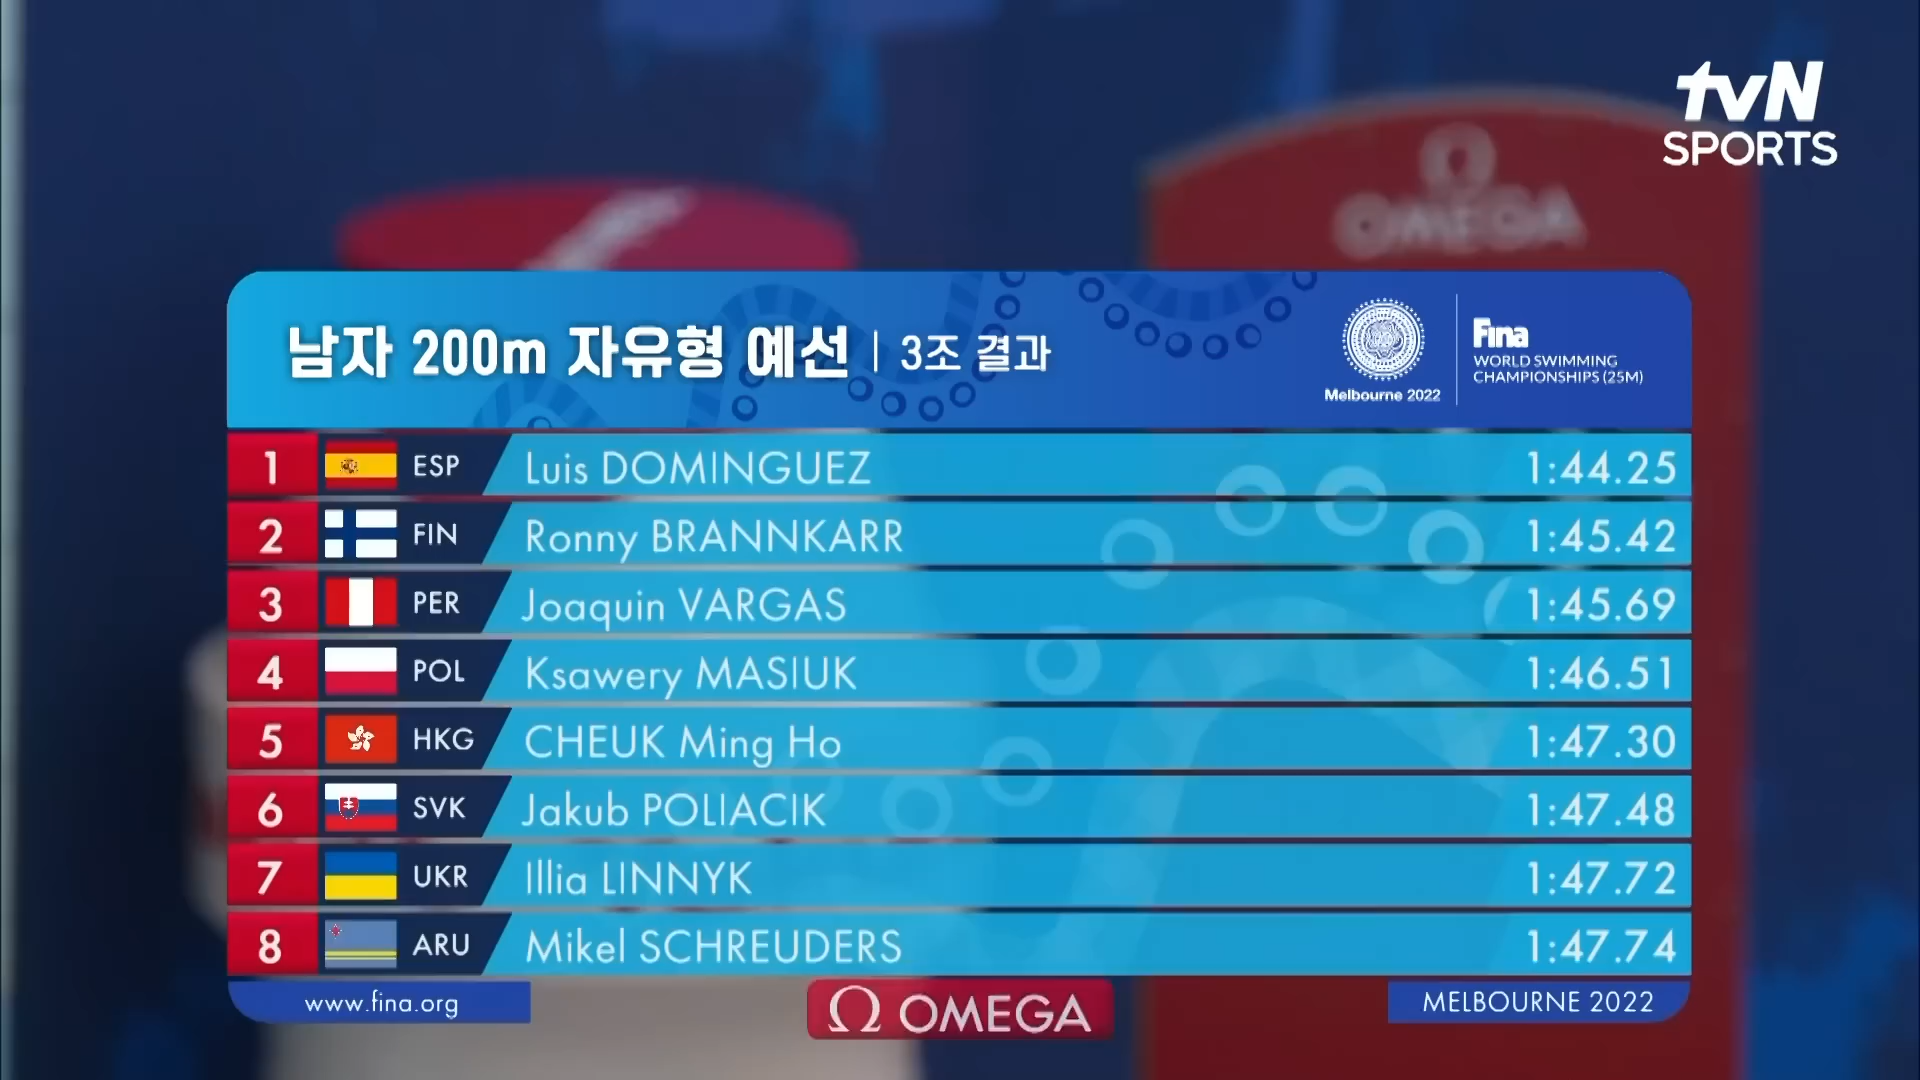 tvN
SPORTS
OMEGA
남자 200m 자유형 예선 | 3조 결과
Melbourne 2022
Fina
WORLD SWIMMING
CHAMPIONSHIPS (25M)
1 ESP Luis DOMINGUEZ 1:44.25
2 FIN Ronny BRANNKARR 1:45.42
3 PER Joaquin VARGAS 1:45.69
4 POL Ksawery MASIUK 1:46.51
5 HKG CHEUK Ming Ho 1:47.30
6 SVK Jakub POLIACIK 1:47.48
7 UKR Illia LINNYK 1:47.72
8 ARU Mikel SCHREUDERS 1:47.74
www.fina.org
Ω OMEGA
MELBOURNE 2022